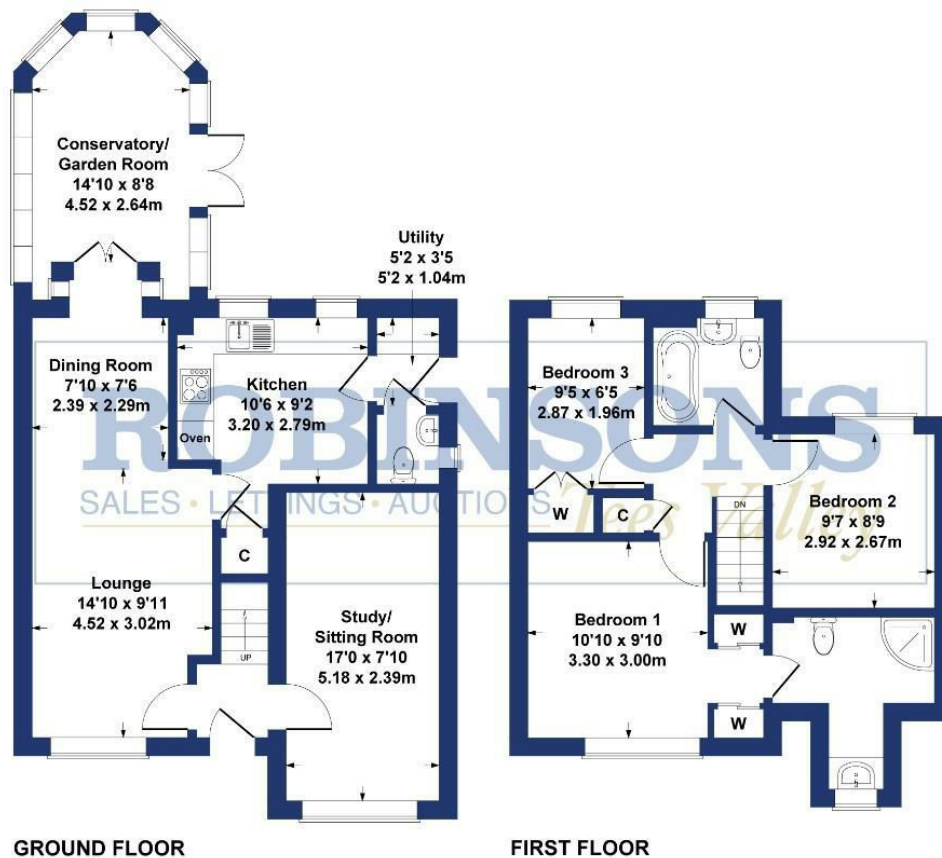 Conservatory/
Garden Room
14'10 x 8'8
4.52 x 2.64m
Utility
5'2 x 3'5
5'2 x 1.04m
Dining Room
7'10 x 7'6
2.39 x 2.29m
Kitchen
10'6 x 9'2
3.20 x 2.79m
Oven
C
Lounge
14'10 x 9'11
4.52 x 3.02m
UP
Study/
Sitting Room
17'0 x 7'10
5.18 x 2.39m
GROUND FLOOR
Bedroom 3
9'5 x 6'5
2.87 x 1.96m
W
C
DN
Bedroom 2
9'7 x 8'9
2.92 x 2.67m
Bedroom 1
10'10 x 9'10
3.30 x 3.00m
W
W
FIRST FLOOR
ROBINSONS
SALES · LETTINGS · AUCTIONS
Tees Valley